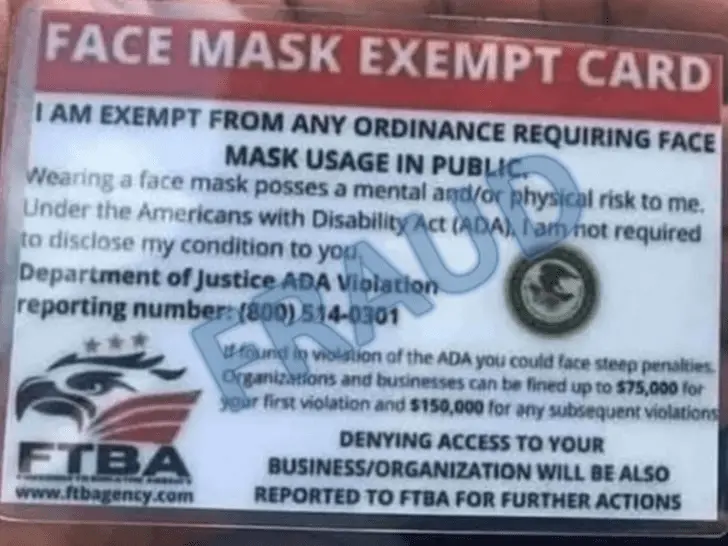 FACE MASK EXEMPT CARD
I AM EXEMPT FROM ANY ORDINANCE REQUIRING FACE
MASK USAGE IN PUBLIC.
Wearing a face mask posses a mental and/or physical risk to me.
Under the Americans with Disability Act (ADA), I am not required
to disclose my condition to you.
Department of Justice ADA Violation
reporting number: (800) 514-0301
If found in violation of the ADA you could face steep penalties.
Organizations and businesses can be fined up to $75,000 for
your first violation and $150,000 for any subsequent violations
DENYING ACCESS TO YOUR
BUSINESS/ORGANIZATION WILL BE ALSO
REPORTED TO FTBA FOR FURTHER ACTIONS
FTBA
www.ftbagency.com
FRAUD